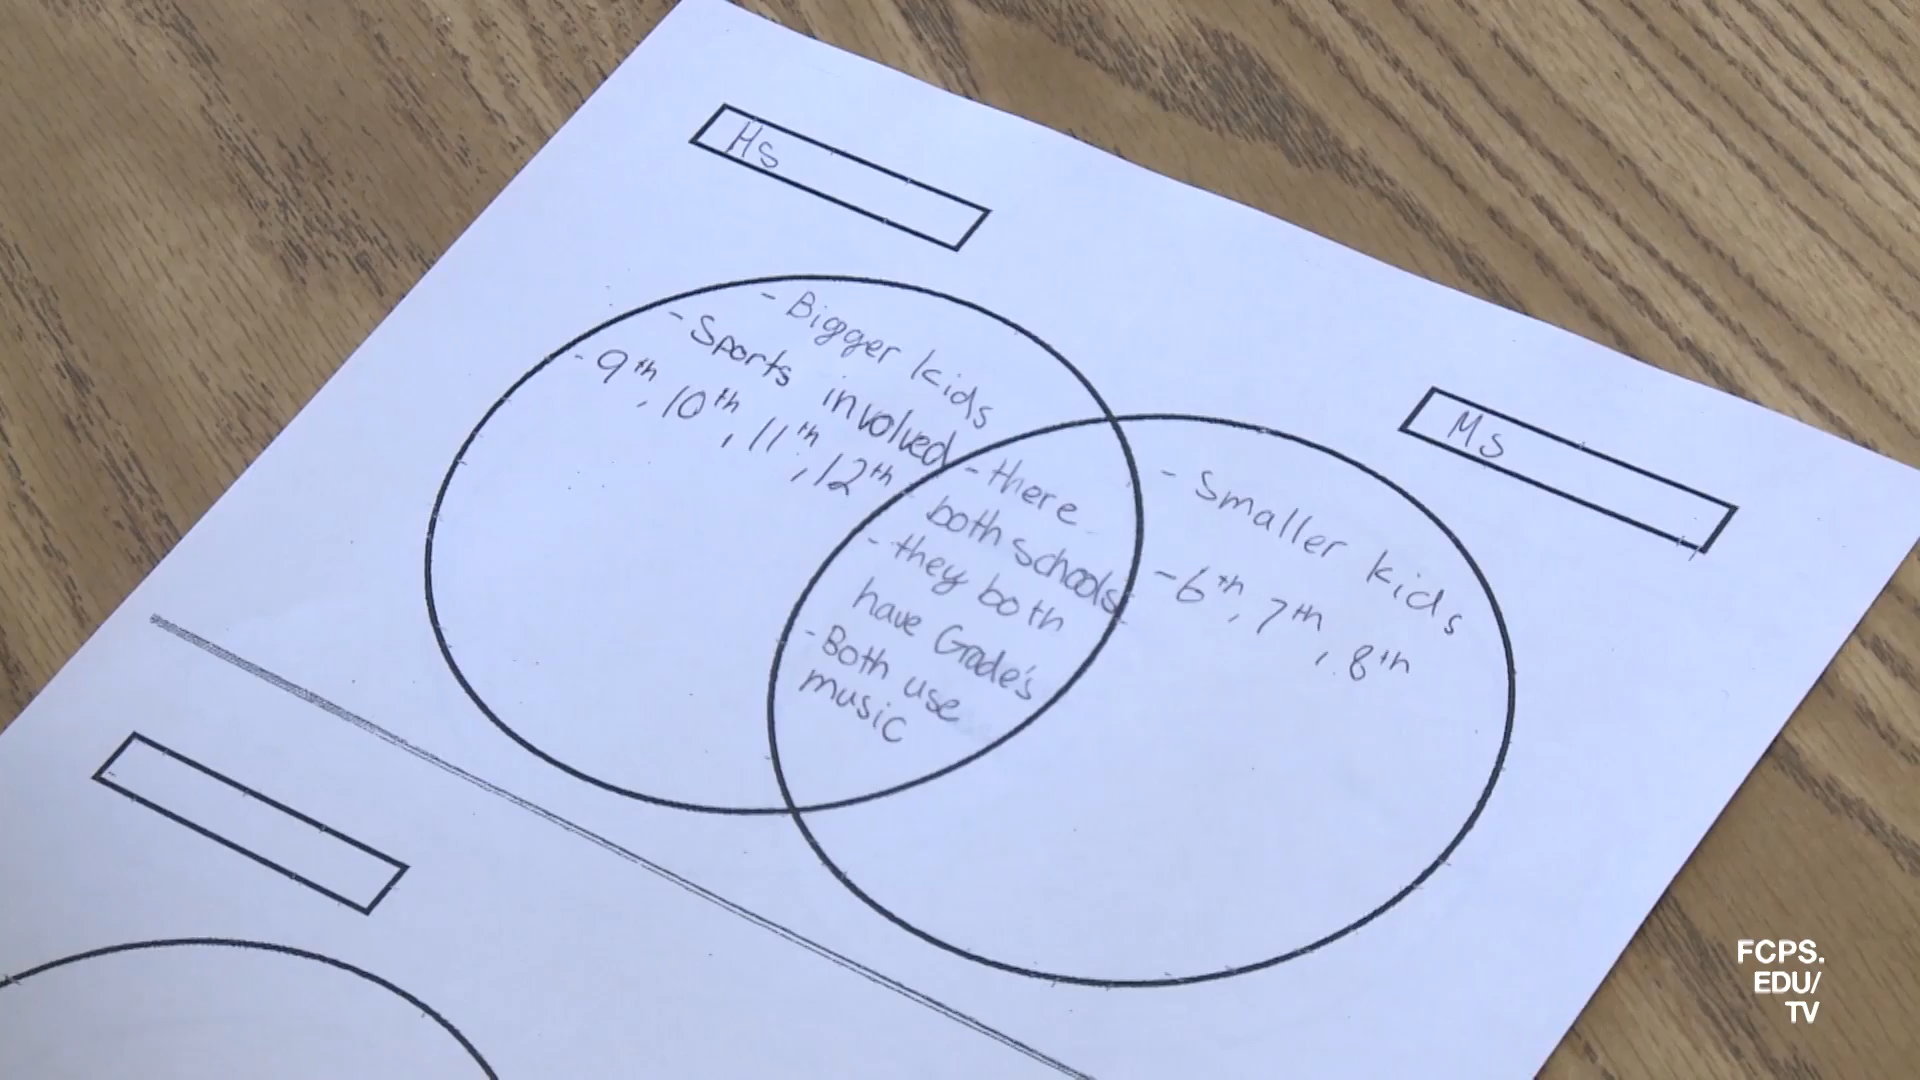 Hs
- Bigger kids
- Sports involved
- 9th, 10th, 11th, 12th
- there
both schools
- they both
have Grade's
- Both use
music
Ms
- Smaller kids
- 6th, 7th, 8th
FCPS.
EDU/
TV